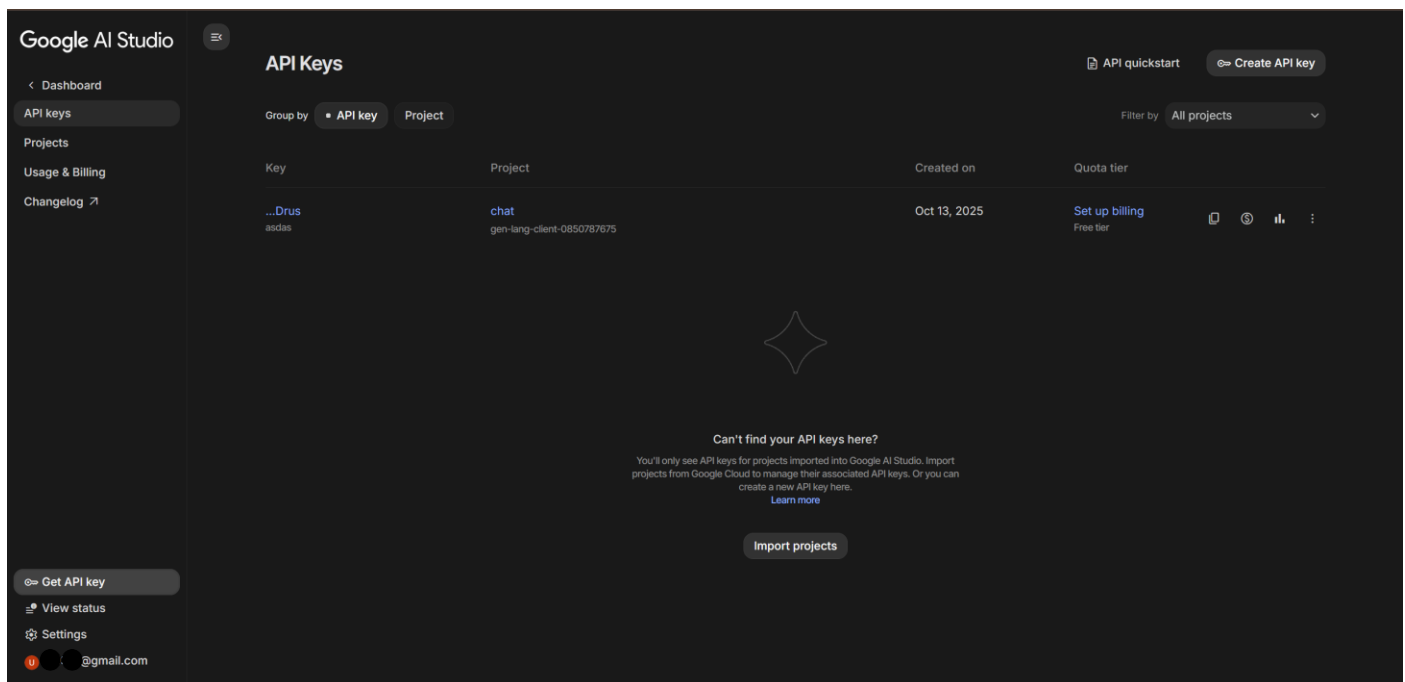 Google AI Studio
Dashboard
API keys
Projects
Usage & Billing
Changelog
Get API key
View status
Settings
U @gmail.com
API Keys
API quickstart
Create API key
Group by API key Project
Filter by All projects
Key Project Created on Quota tier
...Drus chat Oct 13, 2025 Set up billing
asdas gen-lang-client-0850787675 Free tier
Can't find your API keys here?
You'll only see API keys for projects imported into Google AI Studio. Import
projects from Google Cloud to manage their associated API keys. Or you can
create a new API key here.
Learn more
Import projects